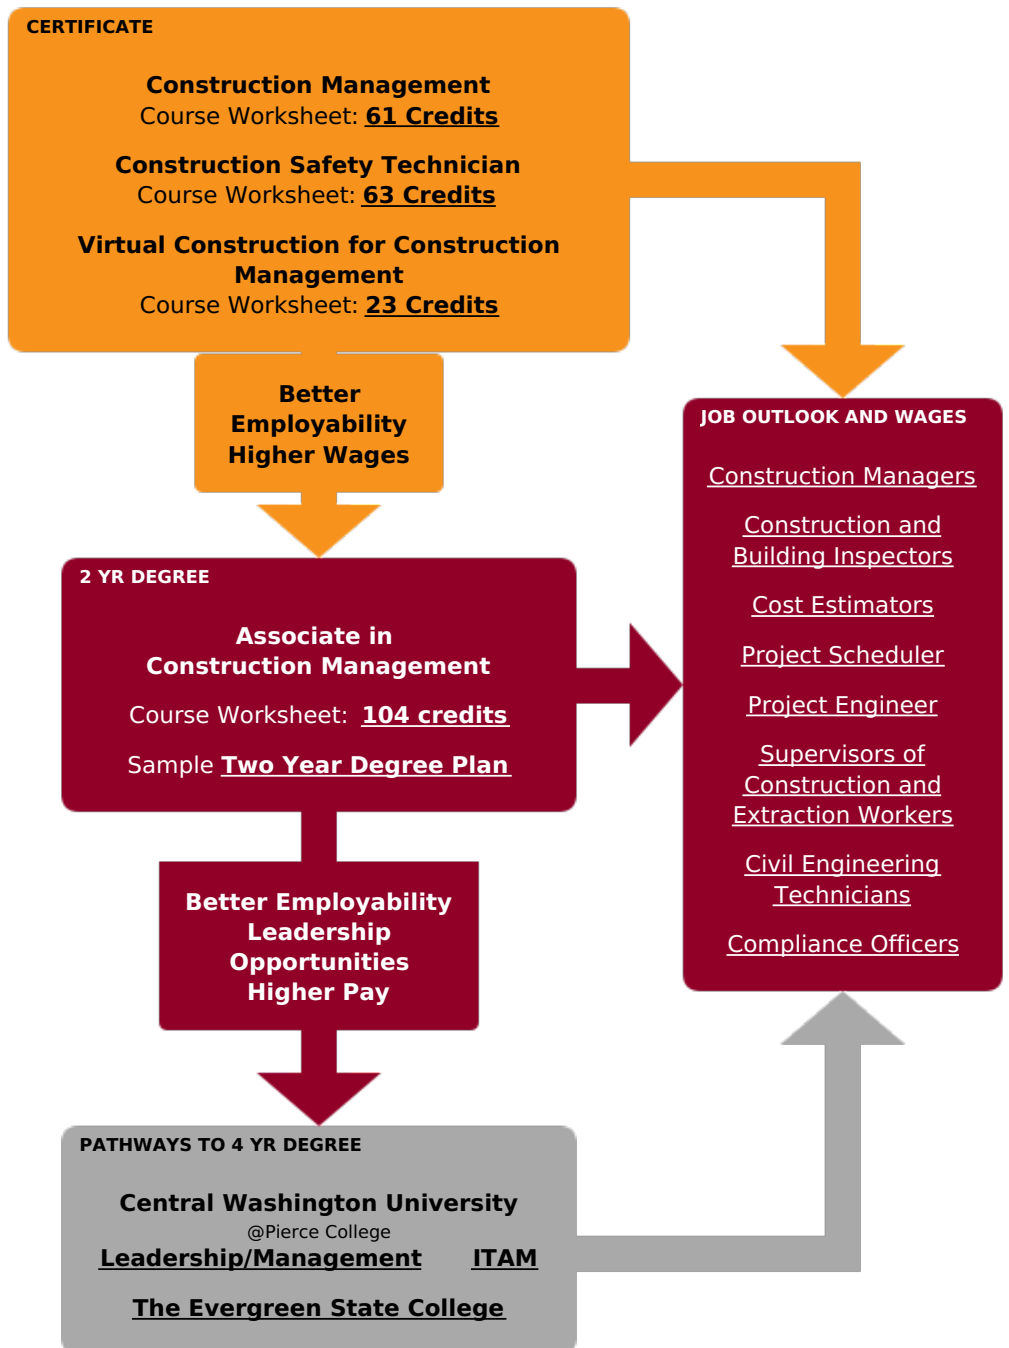 CERTIFICATE
Construction Management
Course Worksheet: 61 Credits
Construction Safety Technician
Course Worksheet: 63 Credits
Virtual Construction for Construction
Management
Course Worksheet: 23 Credits
Better
Employability
Higher Wages
JOB OUTLOOK AND WAGES
Construction Managers
Construction and
Building Inspectors
Cost Estimators
Project Scheduler
Project Engineer
Supervisors of
Construction and
Extraction Workers
Civil Engineering
Technicians
Compliance Officers
2 YR DEGREE
Associate in
Construction Management
Course Worksheet: 104 credits
Sample Two Year Degree Plan
Better Employability
Leadership
Opportunities
Higher Pay
PATHWAYS TO 4 YR DEGREE
Central Washington University
@Pierce College
Leadership/Management ITAM
The Evergreen State College